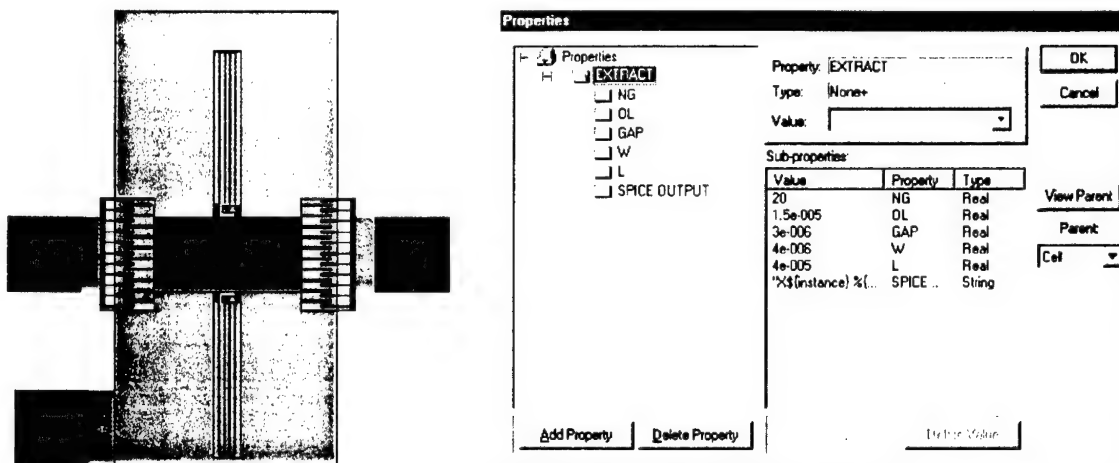 Properties
Properties
EXTRACT
NG
OL
GAP
W
L
SPICE OUTPUT
Add Property
Delete Property
Property: EXTRACT
Type: None+
Value:
Sub-properties:
Value Property Type
20 NG Real
1.5e-005 OL Real
3e-006 GAP Real
4e-006 W Real
4e-005 L Real
"X${instance} %{... SPICE ... String
OK
Cancel
View Parent
Parent:
Cell